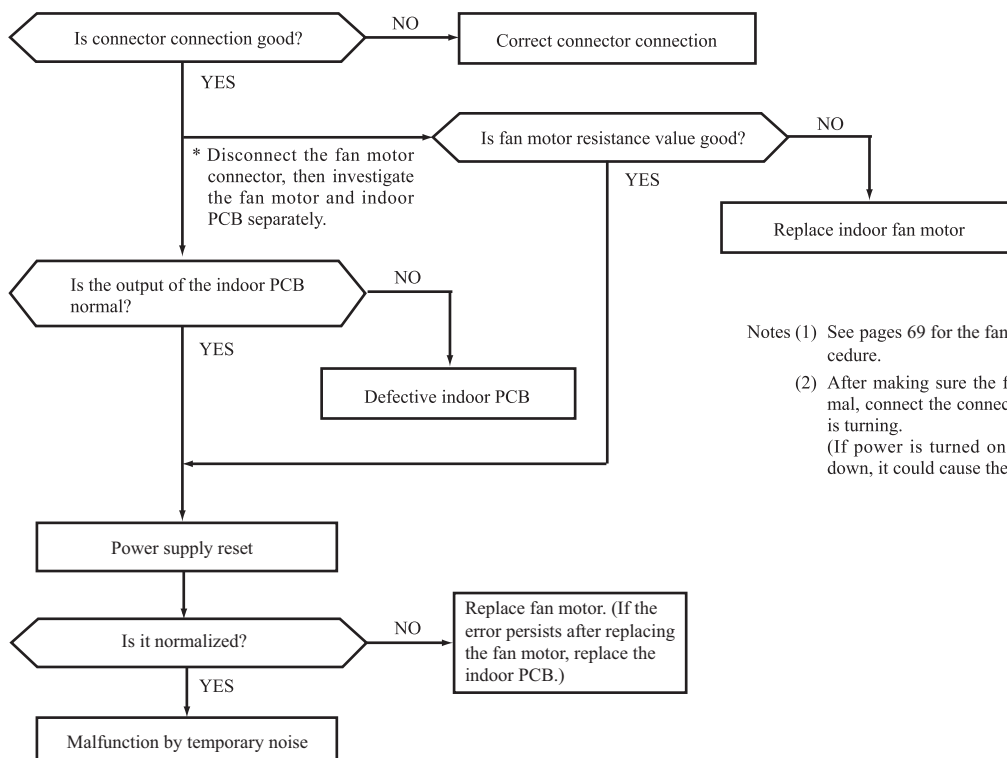 Is connector connection good?
NO
Correct connector connection
YES
* Disconnect the fan motor
connector, then investigate
the fan motor and indoor
PCB separately.
Is fan motor resistance value good?
NO
YES
Replace indoor fan motor
Is the output of the indoor PCB
normal?
NO
YES
Defective indoor PCB
Notes (1) See pages 69 for the fan
cedure.
(2) After making sure the
mal, connect the
is turning.
(If power is turned on
down, it could cause the
Power supply reset
Is it normalized?
NO
Replace fan motor. (If the
error persists after replacing
the fan motor, replace the
indoor PCB.)
YES
Malfunction by temporary noise